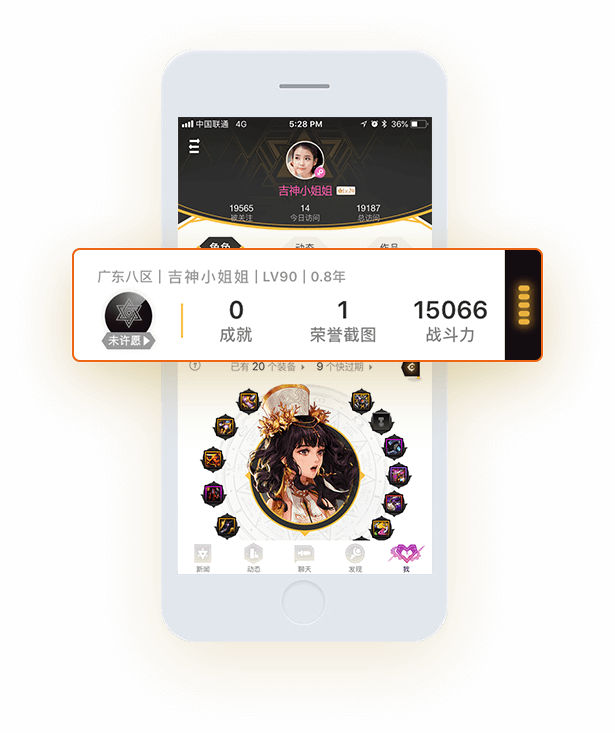 中国联通 4G 5:28 PM 36%
吉神小姐姐
19565 14 19187
被关注 今日访问 总访问
角色 动态 作品
广东八区 | 吉神小姐姐 | LV90 | 0.8年
0 1 15066
未许愿 成就 荣誉截图 战斗力
已有 20 个装备 9 个快过期
新闻 动态 聊天 发现 我